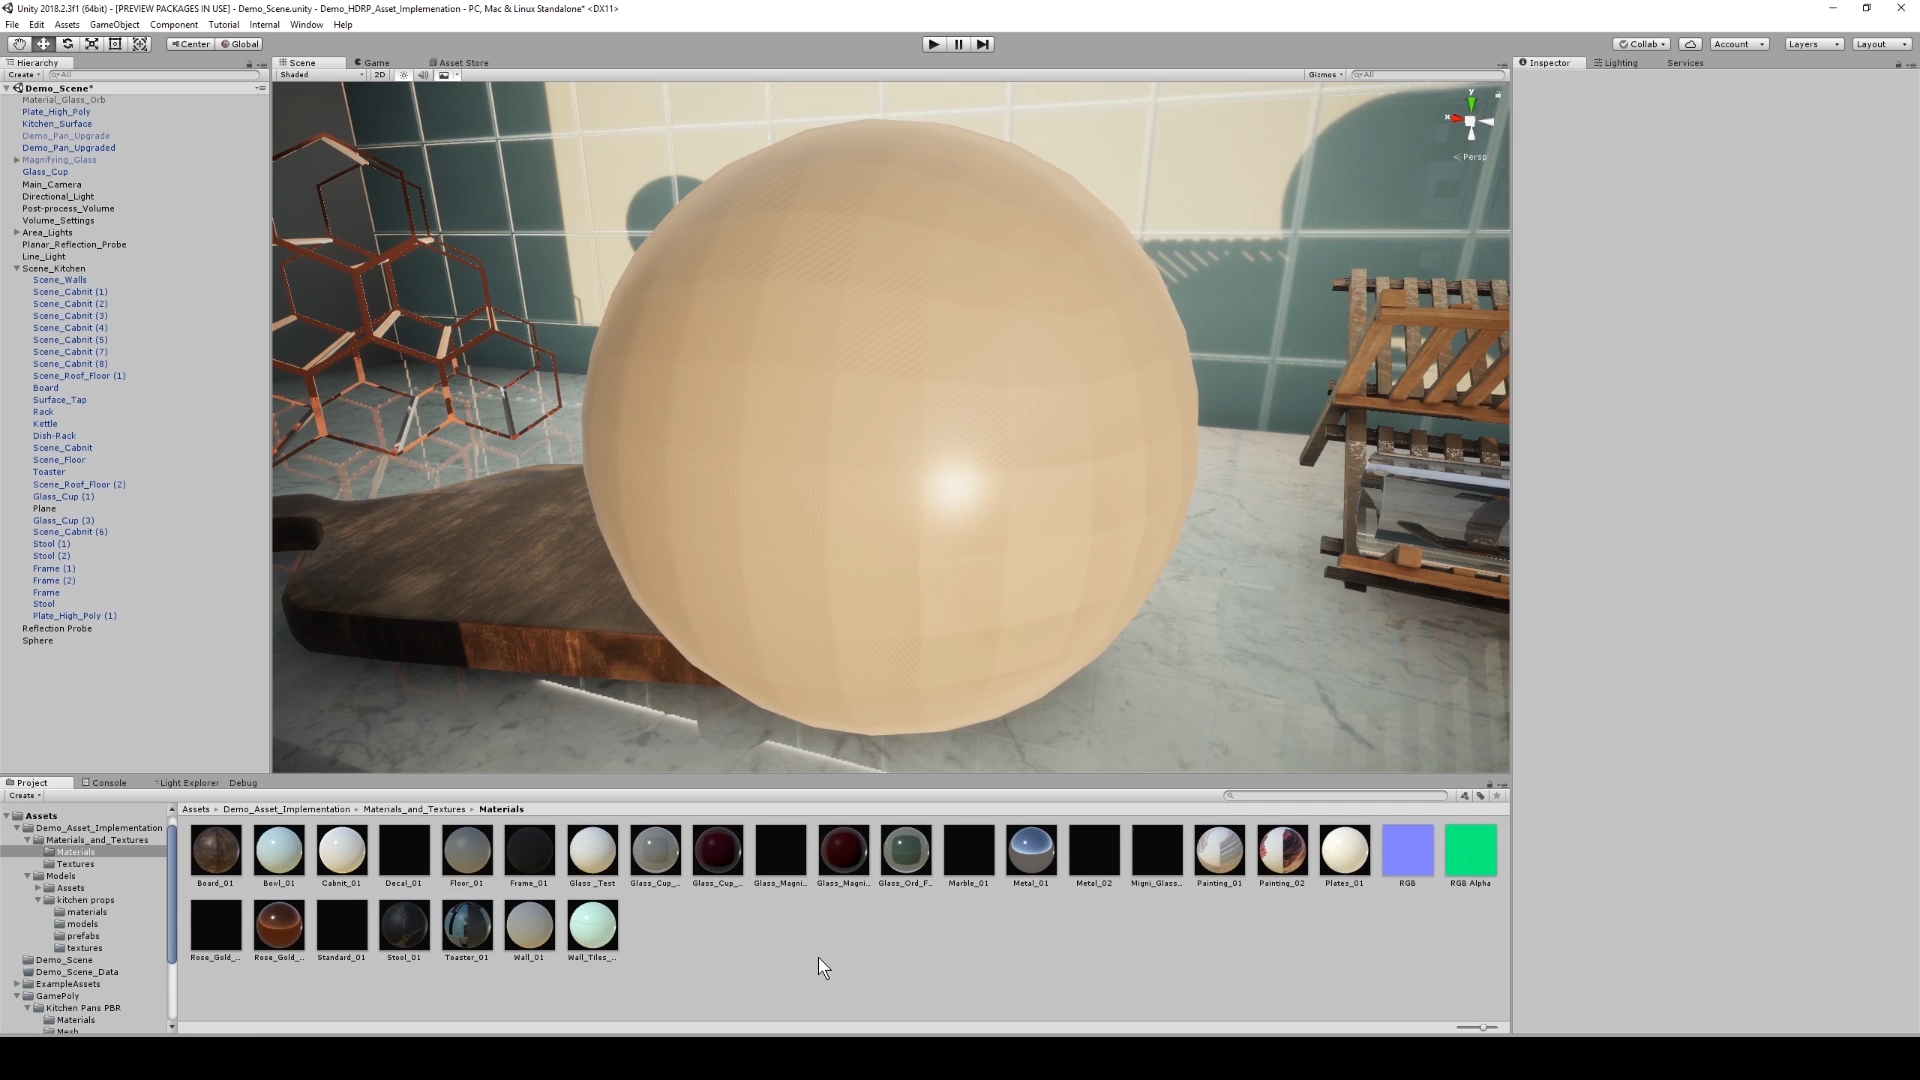 Unity 2018.2.3f1 (64bit) - [PREVIEW PACKAGES IN USE] - Demo_Scene.unity - Demo_HDRP_Asset_Implemenation - PC, Mac & Linux Standalone* <DX11>
File Edit Assets GameObject Component Tutorial Internal Window Help
Center Global Collab Account Layers Layout
Hierarchy
Create All
Demo_Scene*
Material_Glass_Orb
Plate_High_Poly
Kitchen_Surface
Demo_Pan_Upgrade
Demo_Pan_Upgraded
Magnifying_Glass
Glass_Cup
Main_Camera
Directional_Light
Post-process_Volume
Volume_Settings
Area_Lights
Planar_Reflection_Probe
Line_Light
Scene_Kitchen
Scene_Walls
Scene_Cabnit (1)
Scene_Cabnit (2)
Scene_Cabnit (3)
Scene_Cabnit (4)
Scene_Cabnit (5)
Scene_Cabnit (7)
Scene_Cabnit (8)
Scene_Roof_Floor (1)
Board
Surface_Tap
Rack
Kettle
Dish-Rack
Scene_Cabnit
Scene_Floor
Toaster
Scene_Roof_Floor (2)
Glass_Cup (1)
Plane
Glass_Cup (3)
Scene_Cabnit (6)
Stool (1)
Stool (2)
Frame (1)
Frame (2)
Frame
Stool
Plate_High_Poly (1)
Reflection Probe
Sphere
Scene Game Asset Store
Shaded 2D Gizmos All
y
x
Persp
Inspector Lighting Services
Project Console Light Explorer Debug
Create
Assets
Demo_Asset_Implementation
Materials_and_Textures
Materials
Textures
Models
Assets
kitchen props
materials
models
prefabs
textures
Demo_Scene
Demo_Scene_Data
ExampleAssets
GamePoly
Kitchen Pans PBR
Materials
Mesh
Assets Demo_Asset_Implementation Materials_and_Textures Materials
Board_01 Bowl_01 Cabnit_01 Decal_01 Floor_01 Frame_01 Glass _Test Glass_Cup_... Glass_Cup_... Glass_Magni... Glass_Magni... Glass_Ord_F... Marble_01 Metal_01 Metal_02 Migni_Glass... Painting_01 Painting_02 Plates_01 RGB RGB Alpha
Rose_Gold_... Rose_Gold_... Standard_01 Stool_01 Toaster_01 Wall_01 Wall_Tiles_...